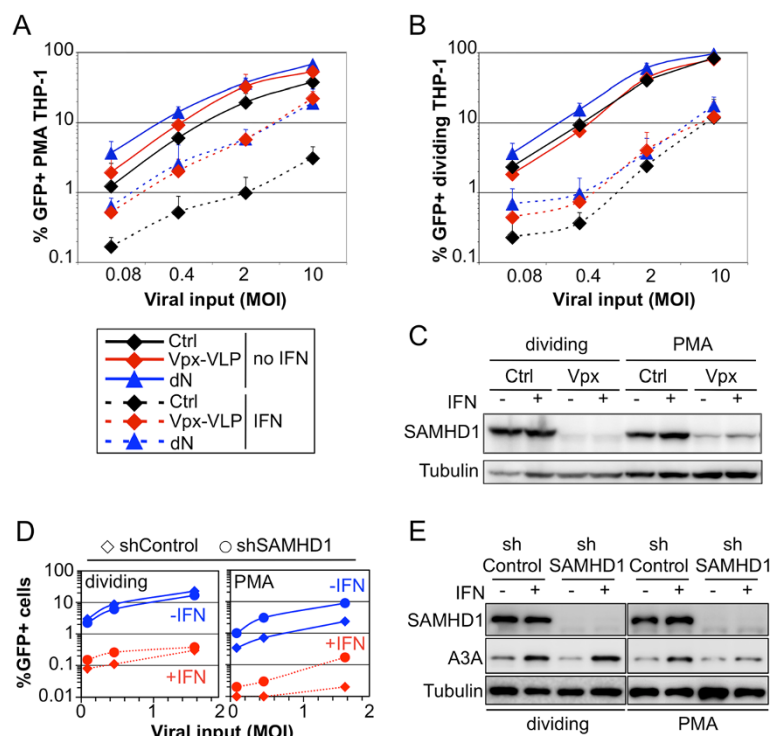 A
% GFP+ PMA THP-1
100
10
1
0.1
0.08 0.4 2 10
Viral input (MOI)
B
% GFP+ dividing THP-1
100
10
1
0.1
0.08 0.4 2 10
Viral input (MOI)
Ctrl
Vpx-VLP
dN
no IFN
Ctrl
Vpx-VLP
dN
IFN
C
dividing PMA
Ctrl Vpx Ctrl Vpx
IFN - + - + - + - +
SAMHD1
Tubulin
D
shControl shSAMHD1
%GFP+ cells
100
10
1
0.1
0.01
dividing
-IFN
+IFN
PMA
-IFN
+IFN
0 1 2 0 1 2
Viral input (MOI)
E
sh sh sh sh
Control SAMHD1 Control SAMHD1
IFN - + - + - + - +
SAMHD1
A3A
Tubulin
dividing PMA